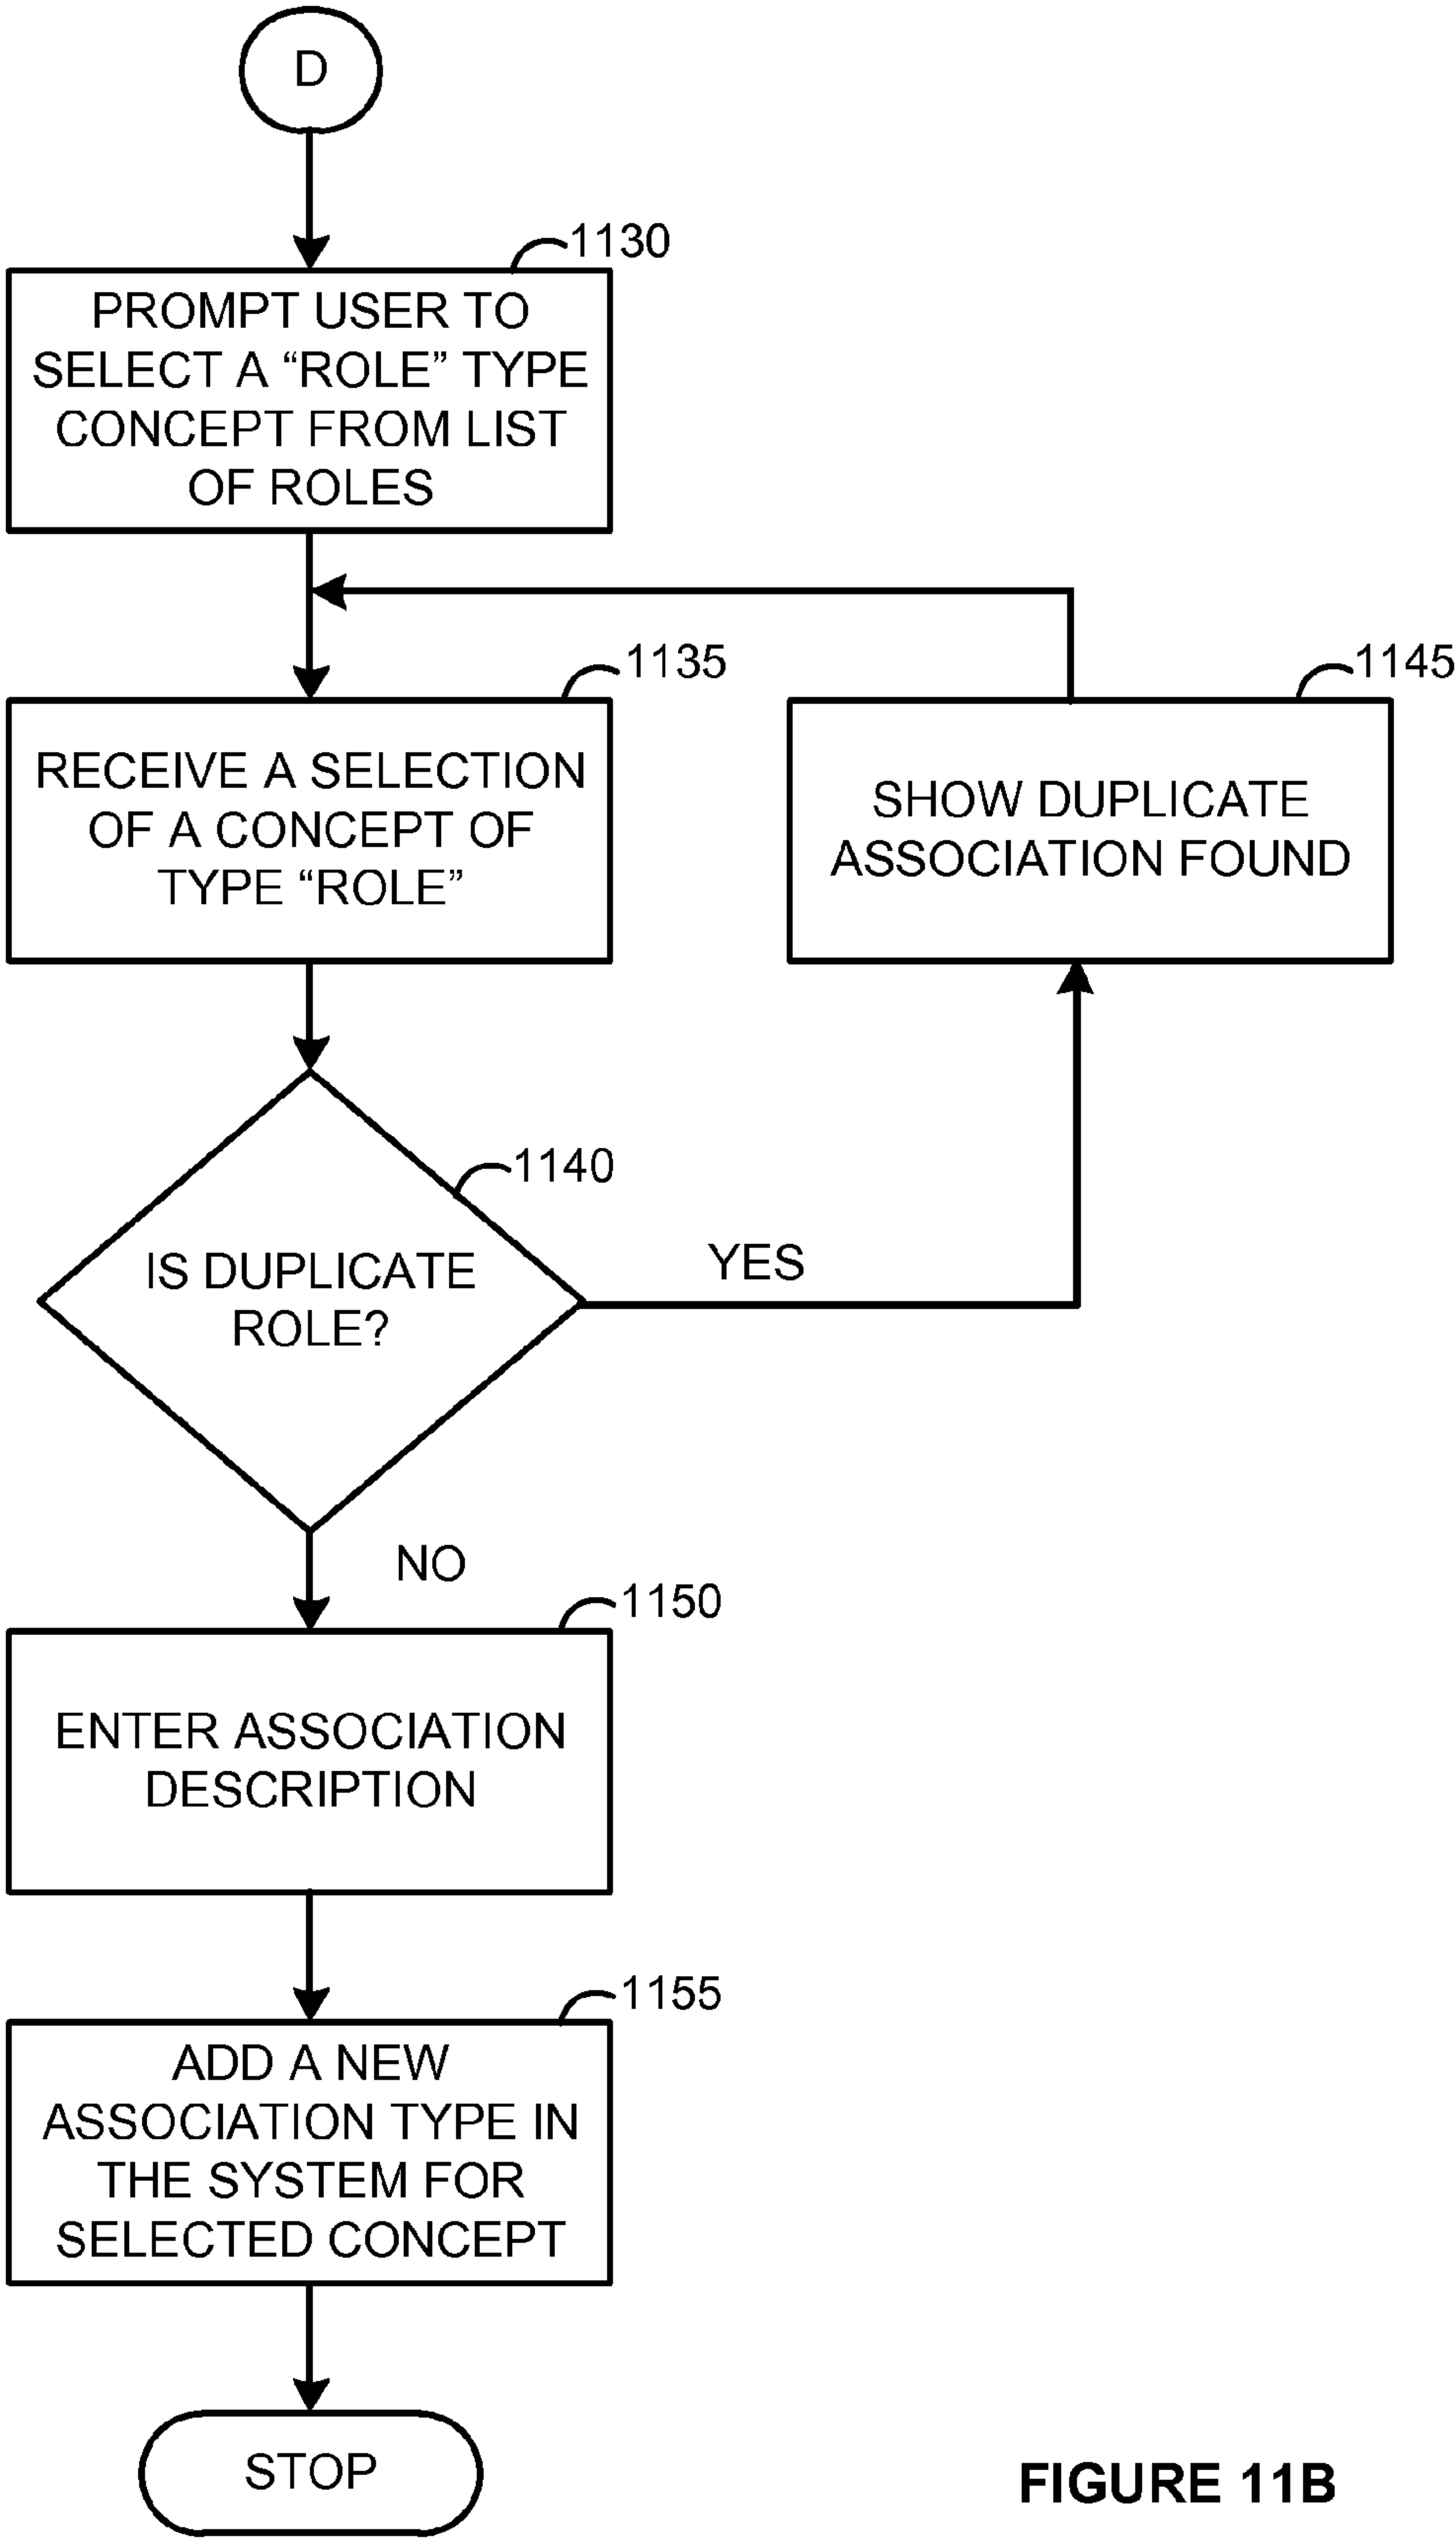 D
1130
PROMPT USER TO
SELECT A “ROLE” TYPE
CONCEPT FROM LIST
OF ROLES
1135
RECEIVE A SELECTION
OF A CONCEPT OF
TYPE “ROLE”
1145
SHOW DUPLICATE
ASSOCIATION FOUND
1140
IS DUPLICATE
ROLE?
YES
NO
1150
ENTER ASSOCIATION
DESCRIPTION
1155
ADD A NEW
ASSOCIATION TYPE IN
THE SYSTEM FOR
SELECTED CONCEPT
STOP
FIGURE 11B